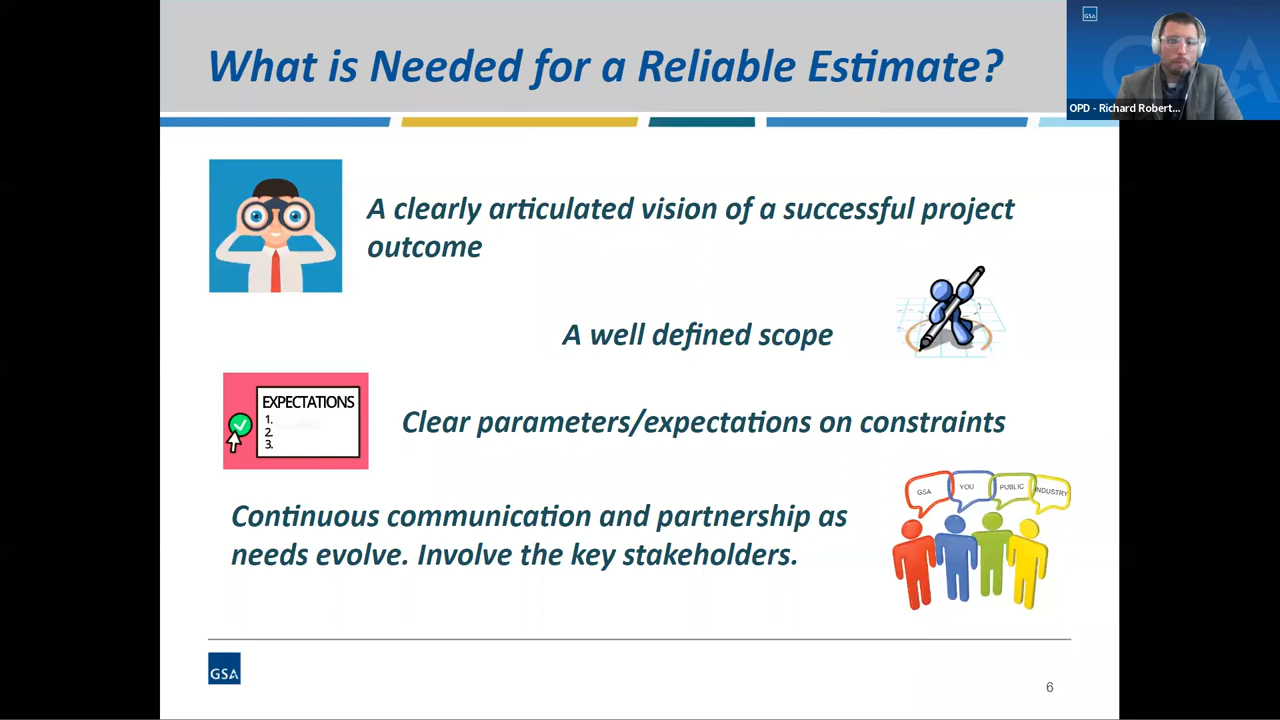 What is Needed for a Reliable Estimate?
GSA
OPD - Richard Robert...
A clearly articulated vision of a successful project
outcome
A well defined scope
EXPECTATIONS
1.
2.
3.
Clear parameters/expectations on constraints
GSA
YOU
PUBLIC
INDUSTRY
Continuous communication and partnership as
needs evolve. Involve the key stakeholders.
GSA
6